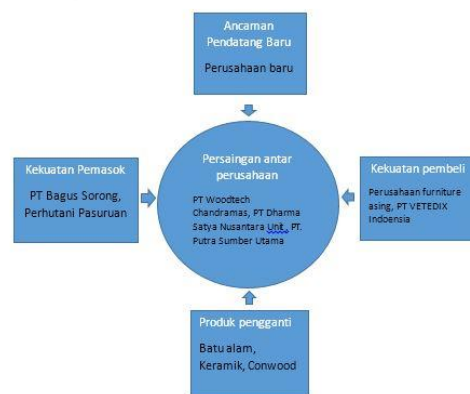 Ancaman
Pendatang Baru
Perusahaan baru
Kekuatan Pemasok
PT Bagus Sorong,
Perhutani Pasuruan
Persaingan antar
perusahaan
PT Woodtech
Chandramas, PT Dharma
Satya Nusantara Unit, PT.
Putra Sumber Utama
Kekuatan pembeli
Perusahaan furniture
asing, PT VETEDIX
Indoensia
Produk pengganti
Batu alam,
Keramik, Conwood